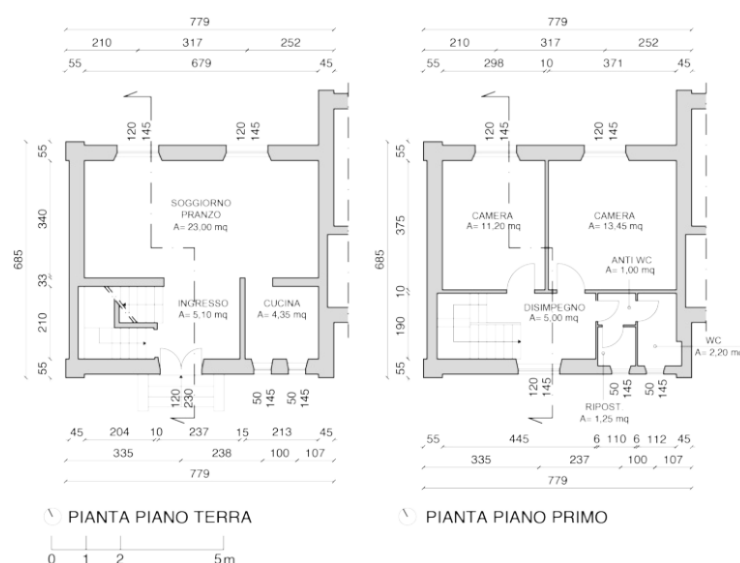 779
210 317 252
55 679 45
120 145 120 145
55
340
33
210
55
685
SOGGIORNO
PRANZO
A= 23,00 mq
INGRESSO
A= 5,10 mq
CUCINA
A= 4,35 mq
120 230
50 145 50 145
45 204 10 237 15 213 45
335 238 100 107
779
PIANTA PIANO TERRA
0 1 2 5m
779
210 317 252
55 298 10 371 45
120 145 120 145
55
375
10
190
55
685
CAMERA
A= 11,20 mq
CAMERA
A= 13,45 mq
ANTI WC
A= 1,00 mq
DISIMPEGNO
A= 5,00 mq
WC
A= 2,20 mq
120 145
50 145 50 145
RIPOST.
A= 1,25 mq
55 445 6 110 6 112 45
335 237 100 107
779
PIANTA PIANO PRIMO